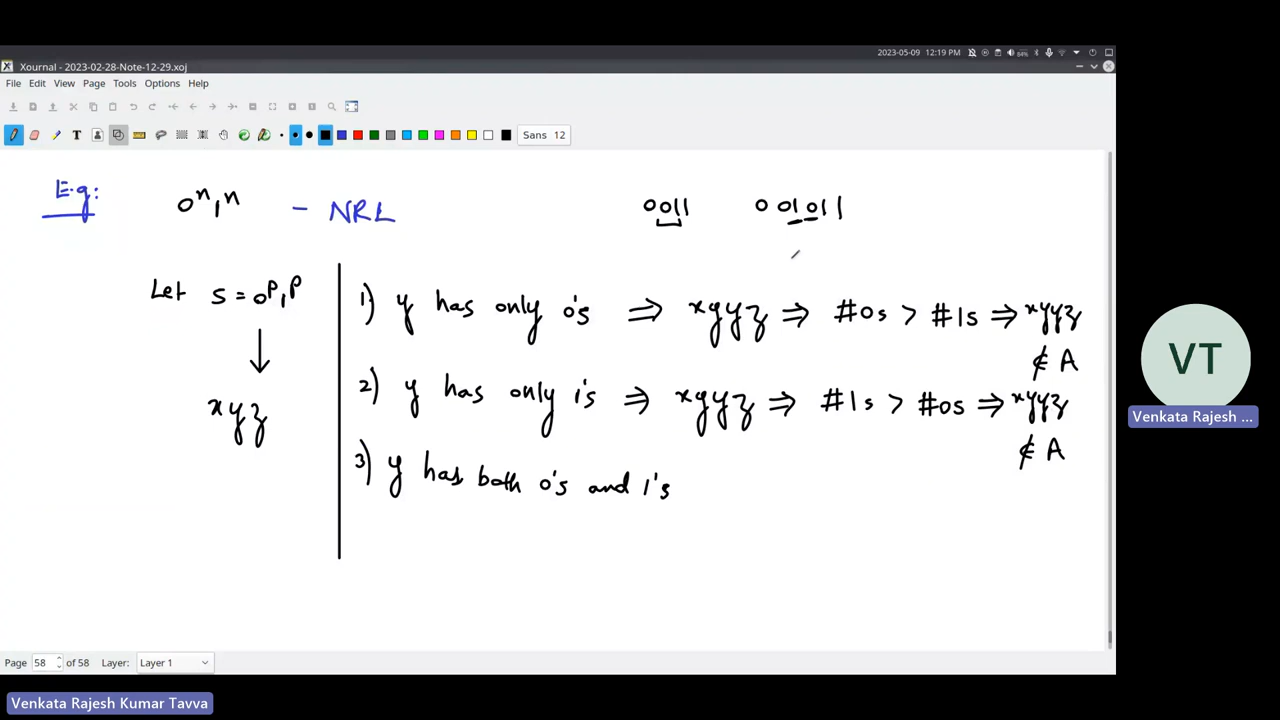 2023-05-09 12:19 PM
Xournal - 2023-02-28-Note-12-29.xoj
File Edit View Page Tools Options Help
Sans 12
E.g: 0ⁿ1ⁿ - NRL 0011 001011
Let s = 0ᵖ1ᵖ
xyz
1) y has only 0's ⇒ xyyz ⇒ #0s > #1s ⇒ xyyz
∉ A
2) y has only 1's ⇒ xyyz ⇒ #1s > #0s ⇒ xyyz
∉ A
3) y has both 0's and 1's
VT
Venkata Rajesh ...
Page 58 of 58 Layer: Layer 1
Venkata Rajesh Kumar Tavva